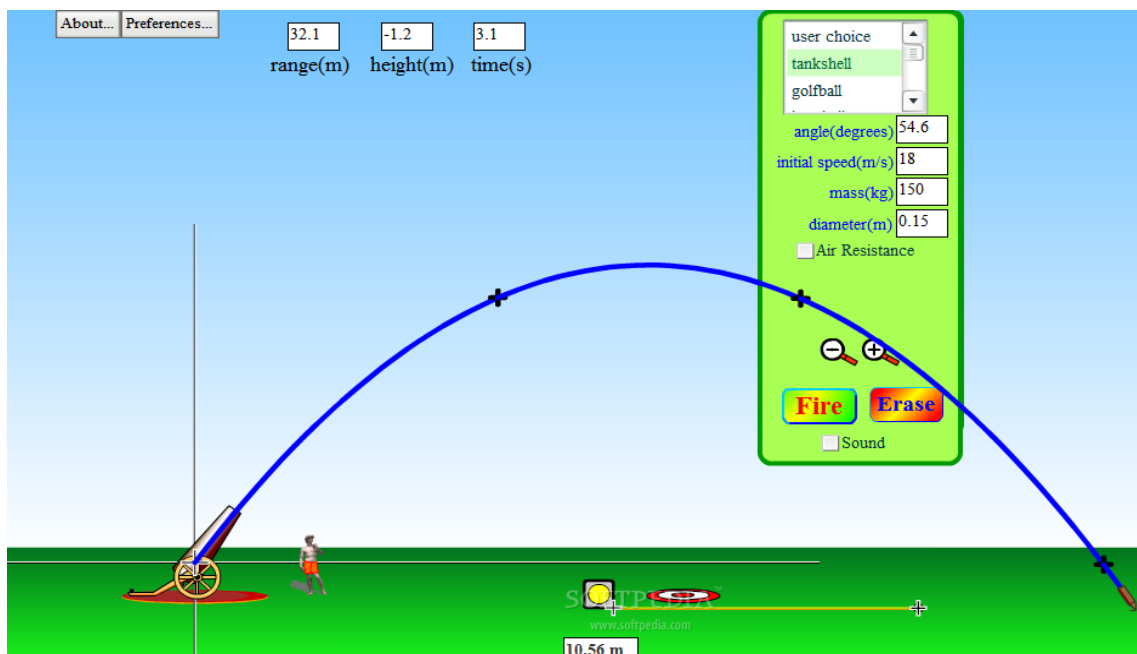 About... Preferences...
32.1 -1.2 3.1
range(m) height(m) time(s)
user choice
tankshell
golfball
angle(degrees) 54.6
initial speed(m/s) 18
mass(kg) 150
diameter(m) 0.15
Air Resistance
Fire Erase
Sound
SOFTPEDIA
www.softpedia.com
10.56 m